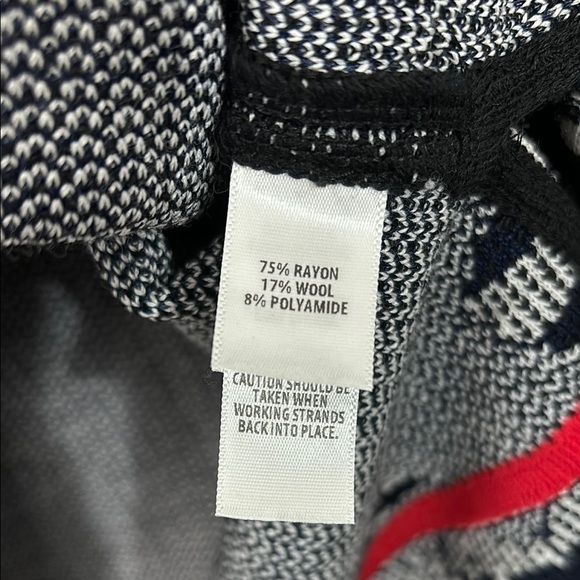 75% RAYON
17% WOOL
8% POLYAMIDE
CAUTION SHOULD BE
TAKEN WHEN
WORKING STRANDS
BACK INTO PLACE.